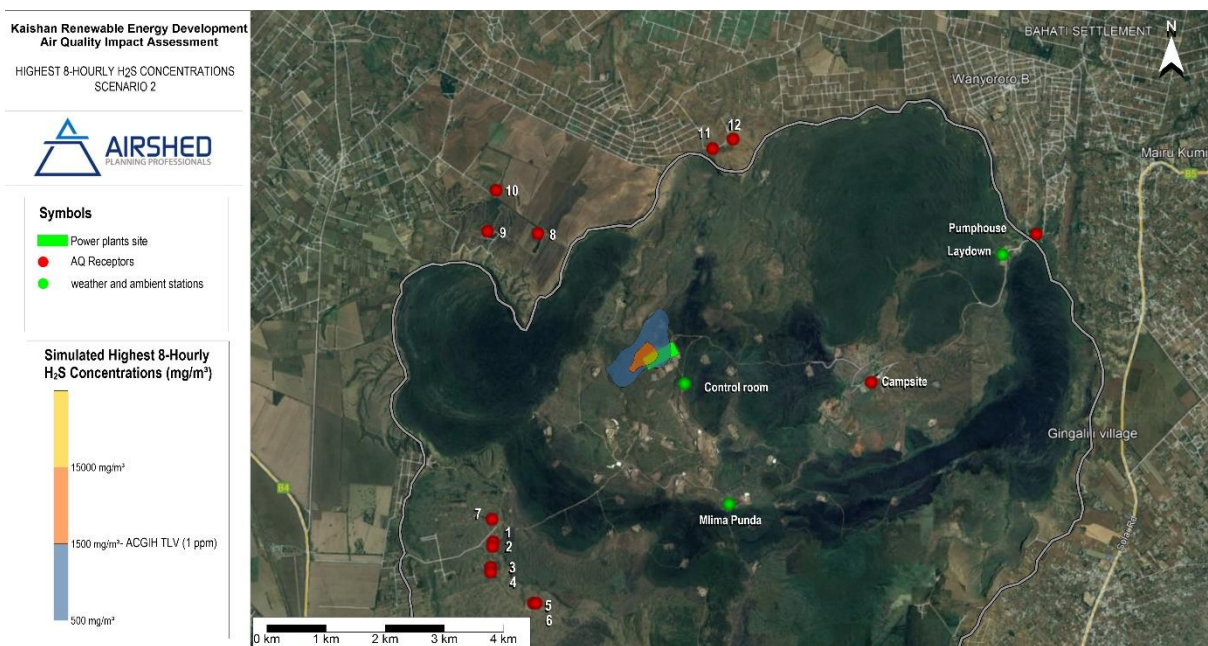 Kaishan Renewable Energy Development
Air Quality Impact Assessment
HIGHEST 8-HOURLY H₂S CONCENTRATIONS
SCENARIO 2
AIRSHED
PLANNING PROFESSIONALS
Symbols
Power plants site
AQ Receptors
weather and ambient stations
Simulated Highest 8-Hourly
H₂S Concentrations (mg/m³)
15000 mg/m³
1500 mg/m³- ACGIH TLV (1 ppm)
500 mg/m³
BAHATI SETTLEMENT
N
Wanyororo B
Mairu Kumi
B5
11
12
10
9
8
Pumphouse
Laydown
Control room
Campsite
Gingalili village
B4
Mlima Punda
Solai Rd
7
1
2
3
4
5
6
0 km
1 km
2 km
3 km
4 km